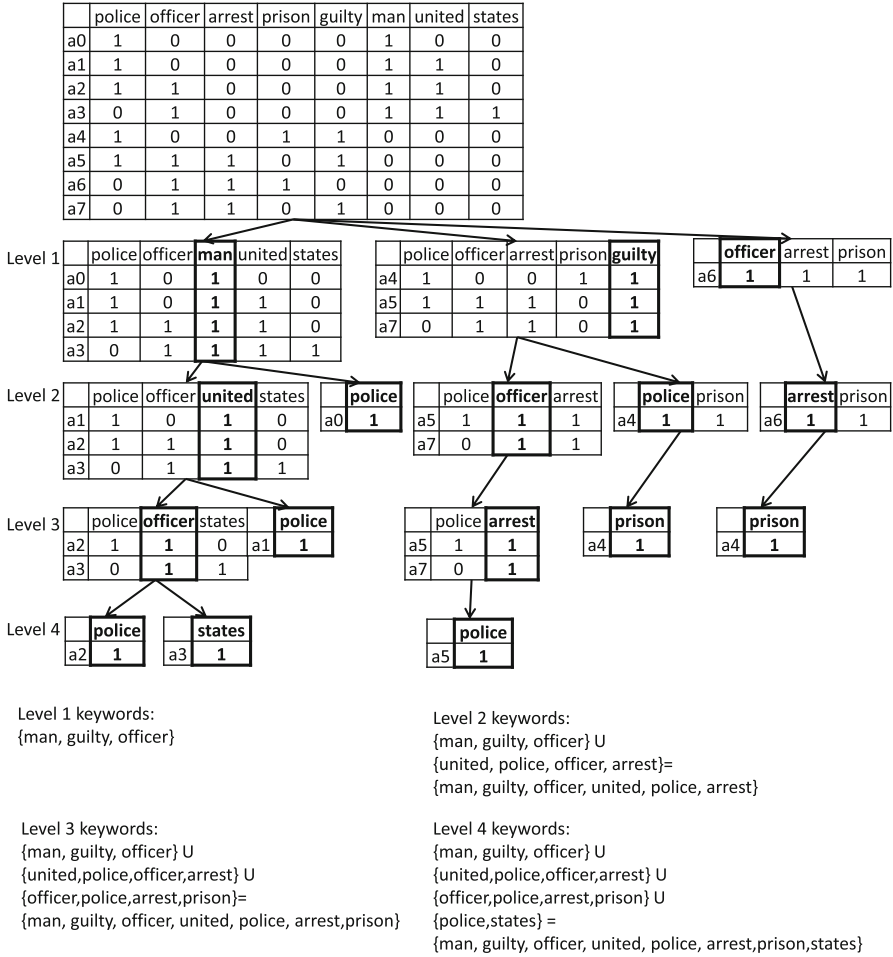 police officer arrest prison guilty man united states
a0 1 0 0 0 0 1 0 0
a1 1 0 0 0 0 1 1 0
a2 1 1 0 0 0 1 1 0
a3 0 1 0 0 0 1 1 1
a4 1 0 0 1 1 0 0 0
a5 1 1 1 0 1 0 0 0
a6 0 1 1 1 0 0 0 0
a7 0 1 1 0 1 0 0 0
Level 1
police officer man united states
a0 1 0 1 0 0
a1 1 0 1 1 0
a2 1 1 1 1 0
a3 0 1 1 1 1
police officer arrest prison guilty
a4 1 0 0 1 1
a5 1 1 1 0 1
a7 0 1 1 0 1
officer arrest prison
a6 1 1 1
Level 2
police officer united states
a1 1 0 1 0
a2 1 1 1 0
a3 0 1 1 1
police
a0 1
police officer arrest
a5 1 1 1
a7 0 1 1
police prison
a4 1 1
arrest prison
a6 1 1
Level 3
police officer states
a2 1 1 0
a3 0 1 1
police
a1 1
police arrest
a5 1 1
a7 0 1
prison
a4 1
prison
a4 1
Level 4
police
a2 1
states
a3 1
police
a5 1
Level 1 keywords:
{man, guilty, officer}
Level 2 keywords:
{man, guilty, officer} U
{united, police, officer, arrest}=
{man, guilty, officer, united, police, arrest}
Level 3 keywords:
{man, guilty, officer} U
{united,police,officer,arrest} U
{officer,police,arrest,prison}=
{man, guilty, officer, united, police, arrest,prison}
Level 4 keywords:
{man, guilty, officer} U
{united,police,officer,arrest} U
{officer,police,arrest,prison} U
{police,states} =
{man, guilty, officer, united, police, arrest,prison,states}